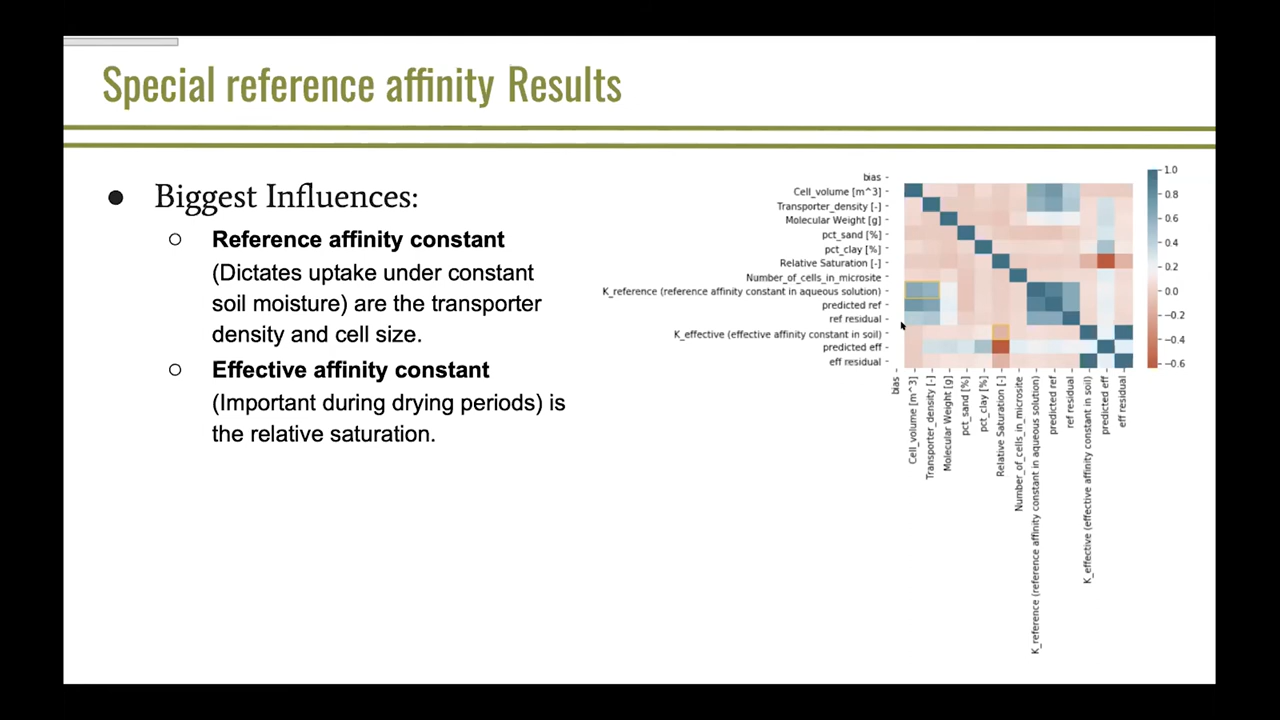 Special reference affinity Results
● Biggest Influences:
○ Reference affinity constant
(Dictates uptake under constant
soil moisture) are the transporter
density and cell size.
○ Effective affinity constant
(Important during drying periods) is
the relative saturation.
bias
Cell_volume [m^3]
Transporter_density [-]
Molecular Weight [g]
pct_sand [%]
pct_clay [%]
Relative Saturation [-]
Number_of_cells_in_microsite
K_reference (reference affinity constant in aqueous solution)
predicted ref
ref residual
K_effective (effective affinity constant in soil)
predicted eff
eff residual
bias
Cell_volume [m^3]
Transporter_density [-]
Molecular Weight [g]
pct_sand [%]
pct_clay [%]
Relative Saturation [-]
Number_of_cells_in_microsite
K_reference (reference affinity constant in aqueous solution)
predicted ref
ref residual
K_effective (effective affinity constant in soil)
predicted eff
eff residual
1.0
0.8
0.6
0.4
0.2
0.0
−0.2
−0.4
−0.6